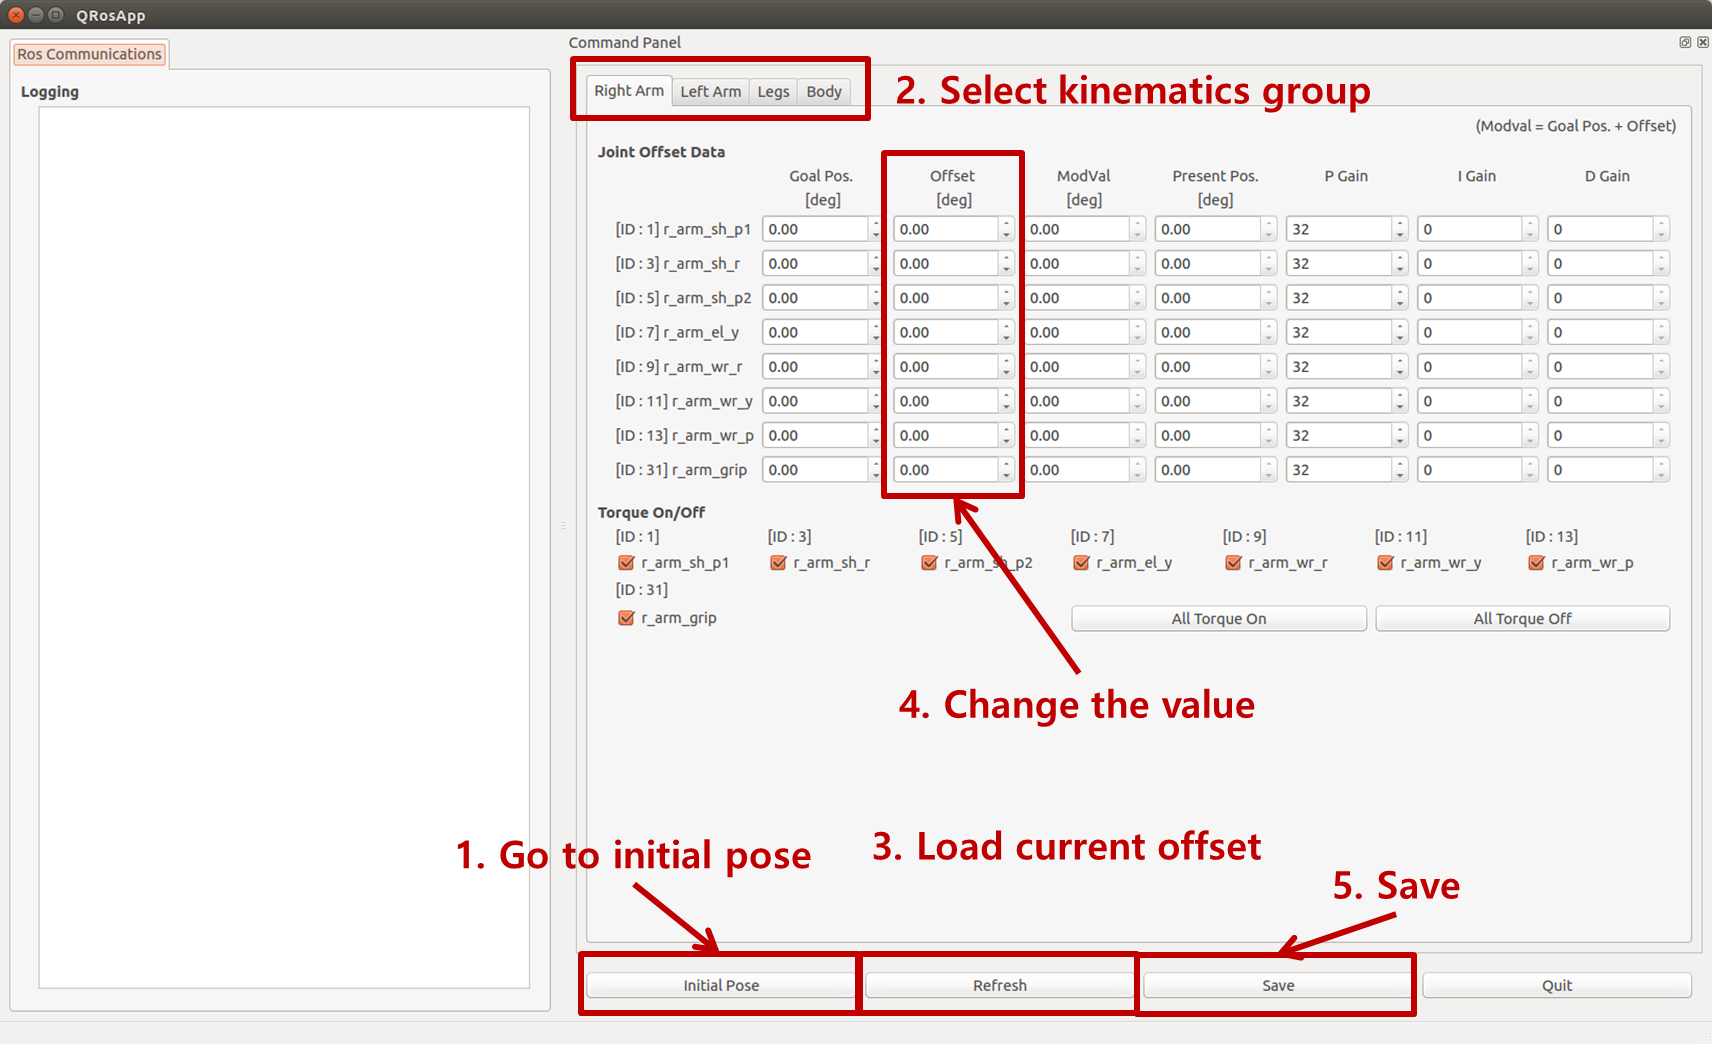 QRosApp
Ros Communications
Logging
Command Panel
Right Arm Left Arm Legs Body
2. Select kinematics group
(Modval = Goal Pos. + Offset)
Joint Offset Data
Goal Pos. Offset ModVal Present Pos. P Gain I Gain D Gain
[deg] [deg] [deg] [deg]
[ID : 1] r_arm_sh_p1 0.00 0.00 0.00 0.00 32 0 0
[ID : 3] r_arm_sh_r 0.00 0.00 0.00 0.00 32 0 0
[ID : 5] r_arm_sh_p2 0.00 0.00 0.00 0.00 32 0 0
[ID : 7] r_arm_el_y 0.00 0.00 0.00 0.00 32 0 0
[ID : 9] r_arm_wr_r 0.00 0.00 0.00 0.00 32 0 0
[ID : 11] r_arm_wr_y 0.00 0.00 0.00 0.00 32 0 0
[ID : 13] r_arm_wr_p 0.00 0.00 0.00 0.00 32 0 0
[ID : 31] r_arm_grip 0.00 0.00 0.00 0.00 32 0 0
Torque On/Off
[ID : 1] [ID : 3] [ID : 5] [ID : 7] [ID : 9] [ID : 11] [ID : 13]
r_arm_sh_p1 r_arm_sh_r r_arm_sh_p2 r_arm_el_y r_arm_wr_r r_arm_wr_y r_arm_wr_p
[ID : 31]
r_arm_grip
All Torque On All Torque Off
4. Change the value
1. Go to initial pose
3. Load current offset
5. Save
Initial Pose Refresh Save Quit